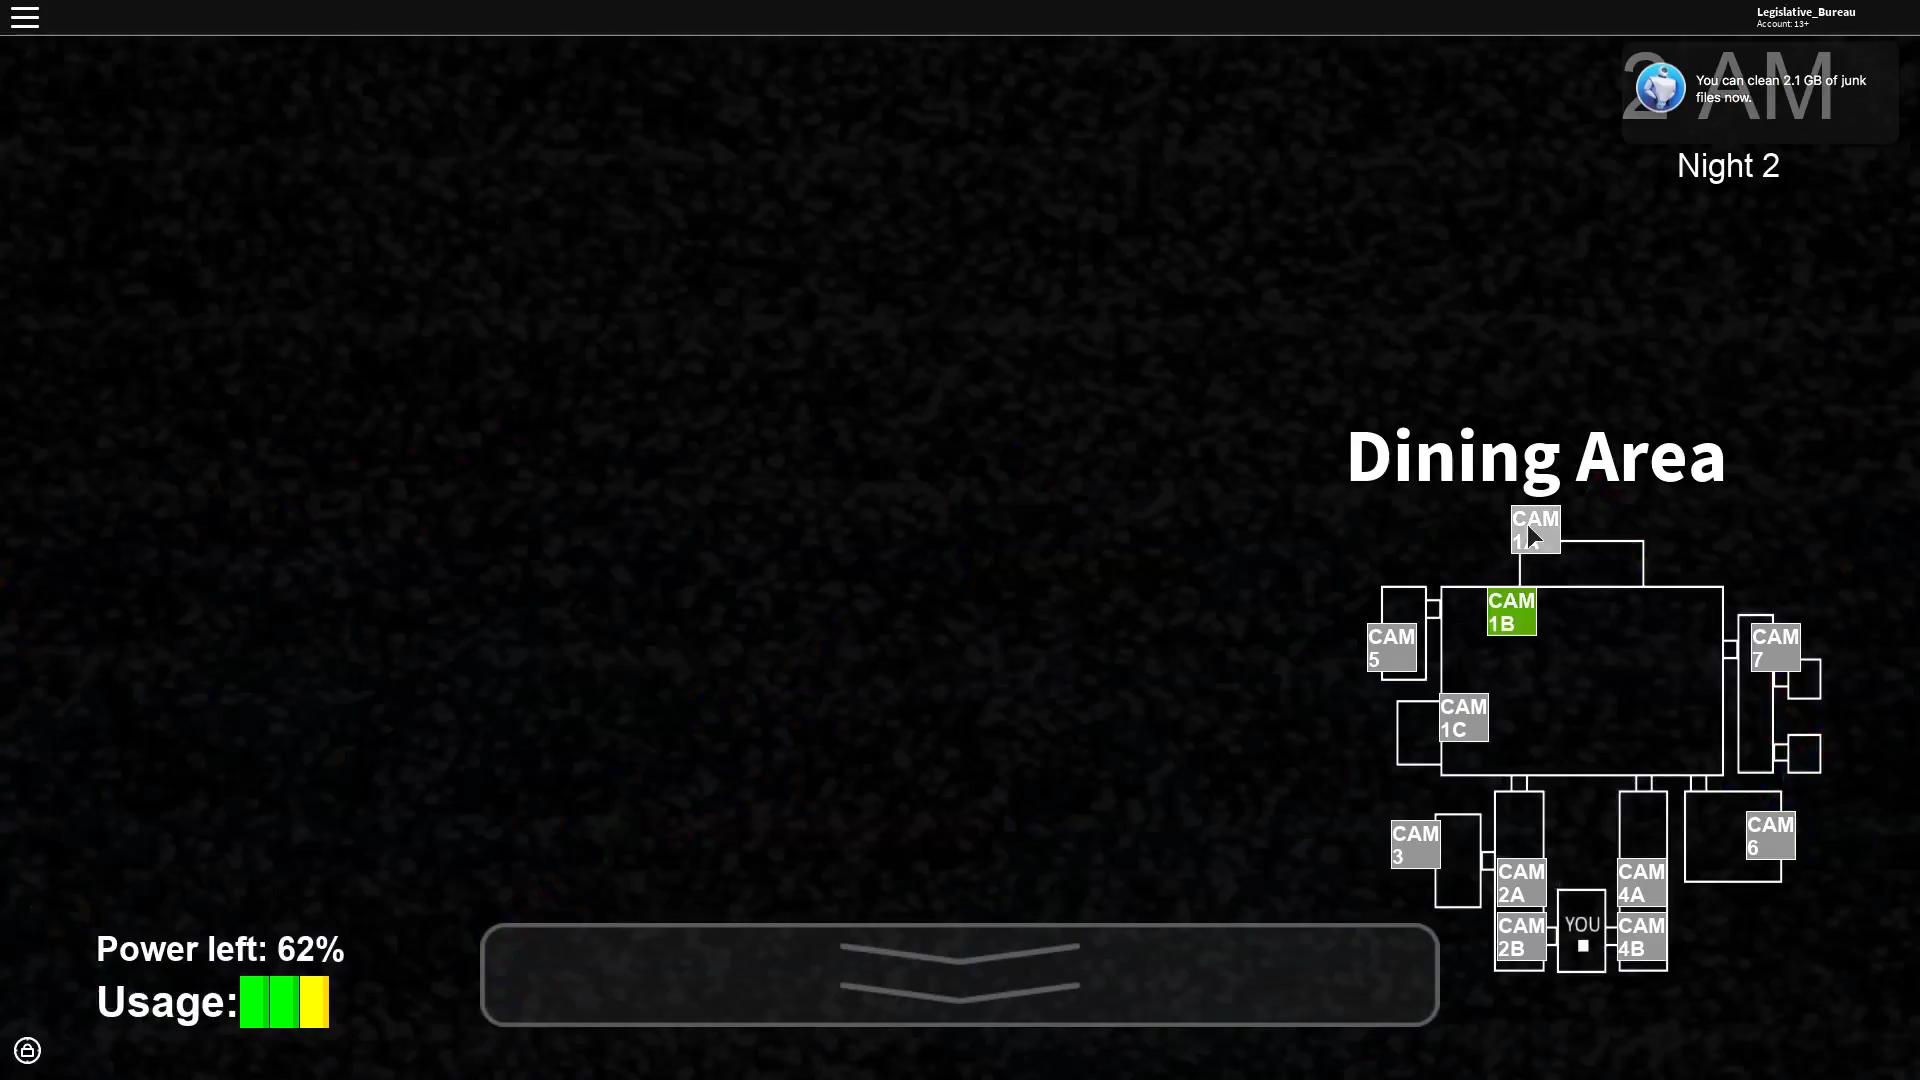 Legislative_Bureau
Account: 13+
2 AM
You can clean 2.1 GB of junk
files now.
Night 2
Dining Area
CAM
1A
CAM
1B
CAM
5
CAM
7
CAM
1C
CAM
3
CAM
6
CAM
2A
CAM
4A
YOU
CAM
2B
CAM
4B
Power left: 62%
Usage: